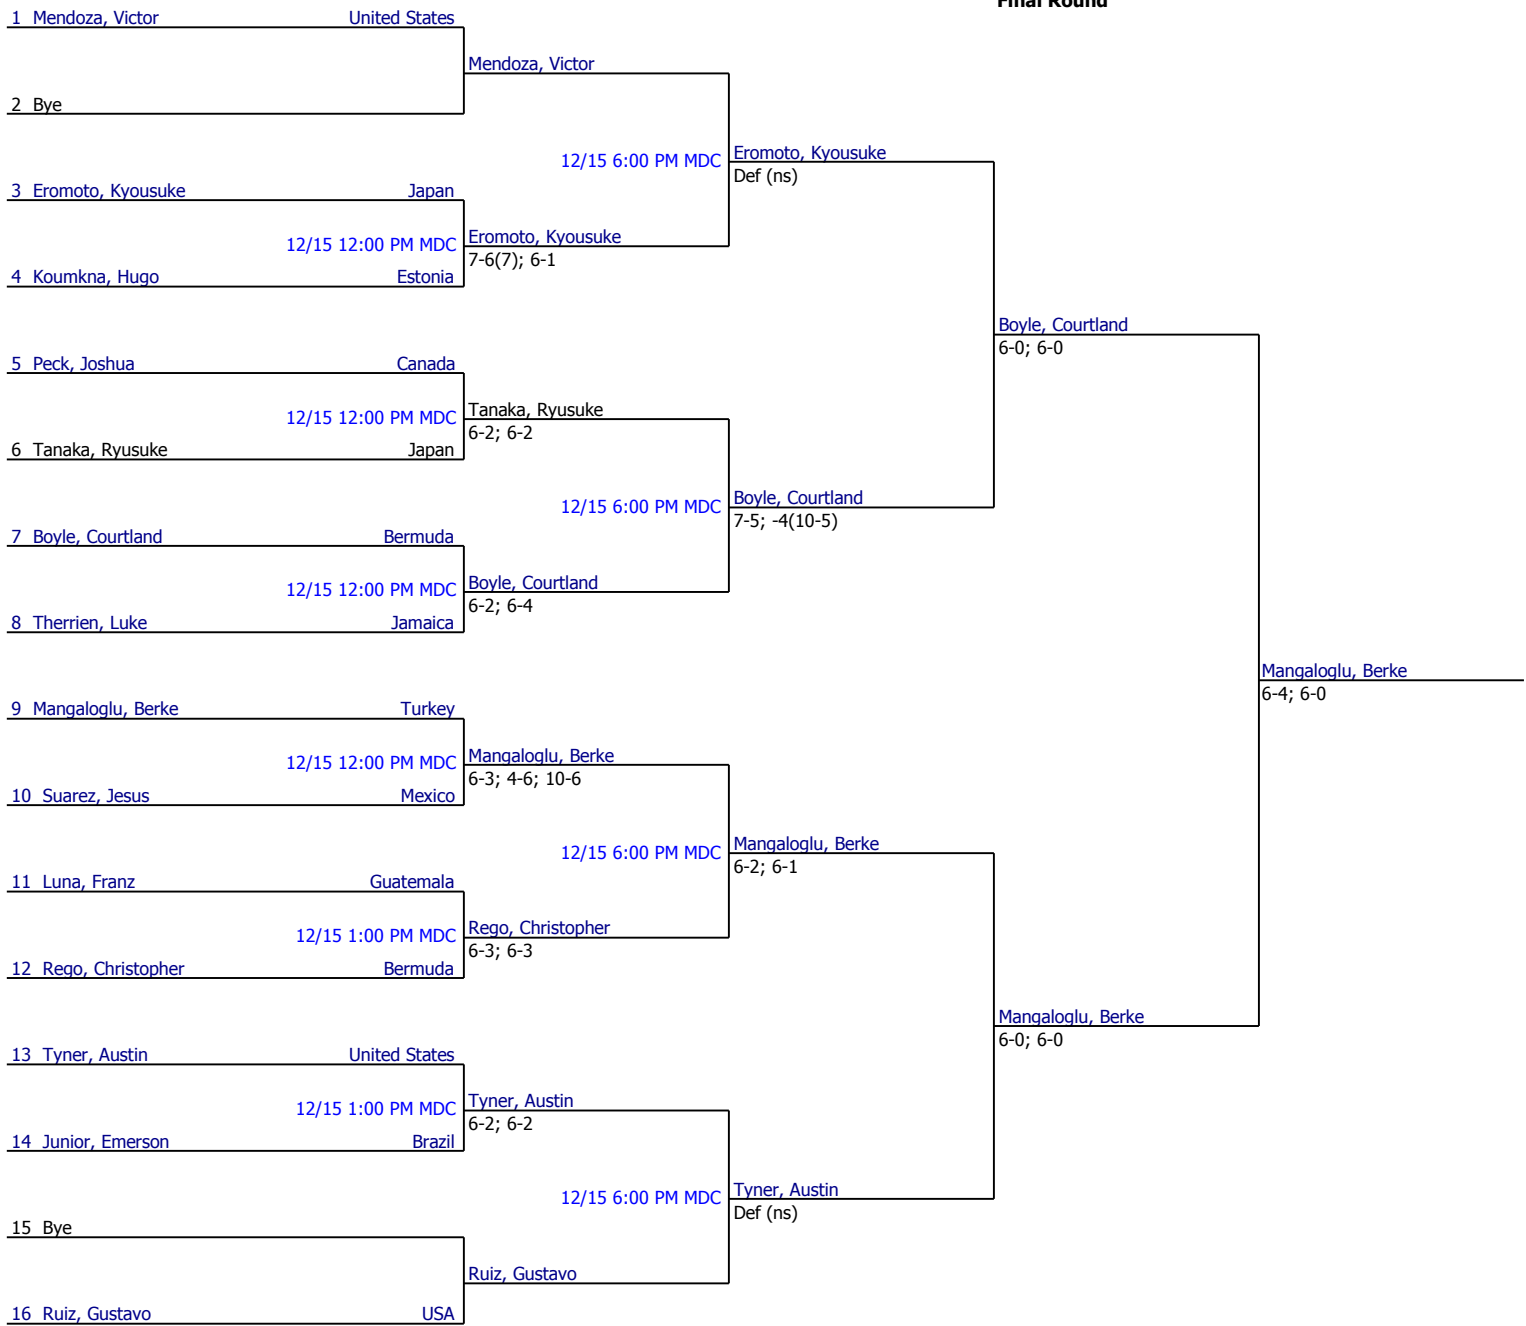 Final Round
1 Mendoza, Victor United States
Mendoza, Victor
2 Bye
12/15 6:00 PM MDC Eromoto, Kyousuke
Def (ns)
3 Eromoto, Kyousuke Japan
12/15 12:00 PM MDC Eromoto, Kyousuke
7-6(7); 6-1
4 Koumkna, Hugo Estonia
Boyle, Courtland
6-0; 6-0
5 Peck, Joshua Canada
12/15 12:00 PM MDC Tanaka, Ryusuke
6-2; 6-2
6 Tanaka, Ryusuke Japan
12/15 6:00 PM MDC Boyle, Courtland
7-5; -4(10-5)
7 Boyle, Courtland Bermuda
12/15 12:00 PM MDC Boyle, Courtland
6-2; 6-4
8 Therrien, Luke Jamaica
Mangaloglu, Berke
6-4; 6-0
9 Mangaloglu, Berke Turkey
12/15 12:00 PM MDC Mangaloglu, Berke
6-3; 4-6; 10-6
10 Suarez, Jesus Mexico
12/15 6:00 PM MDC Mangaloglu, Berke
6-2; 6-1
11 Luna, Franz Guatemala
12/15 1:00 PM MDC Rego, Christopher
6-3; 6-3
12 Rego, Christopher Bermuda
Mangaloglu, Berke
6-0; 6-0
13 Tyner, Austin United States
12/15 1:00 PM MDC Tyner, Austin
6-2; 6-2
14 Junior, Emerson Brazil
12/15 6:00 PM MDC Tyner, Austin
Def (ns)
15 Bye
Ruiz, Gustavo
16 Ruiz, Gustavo USA